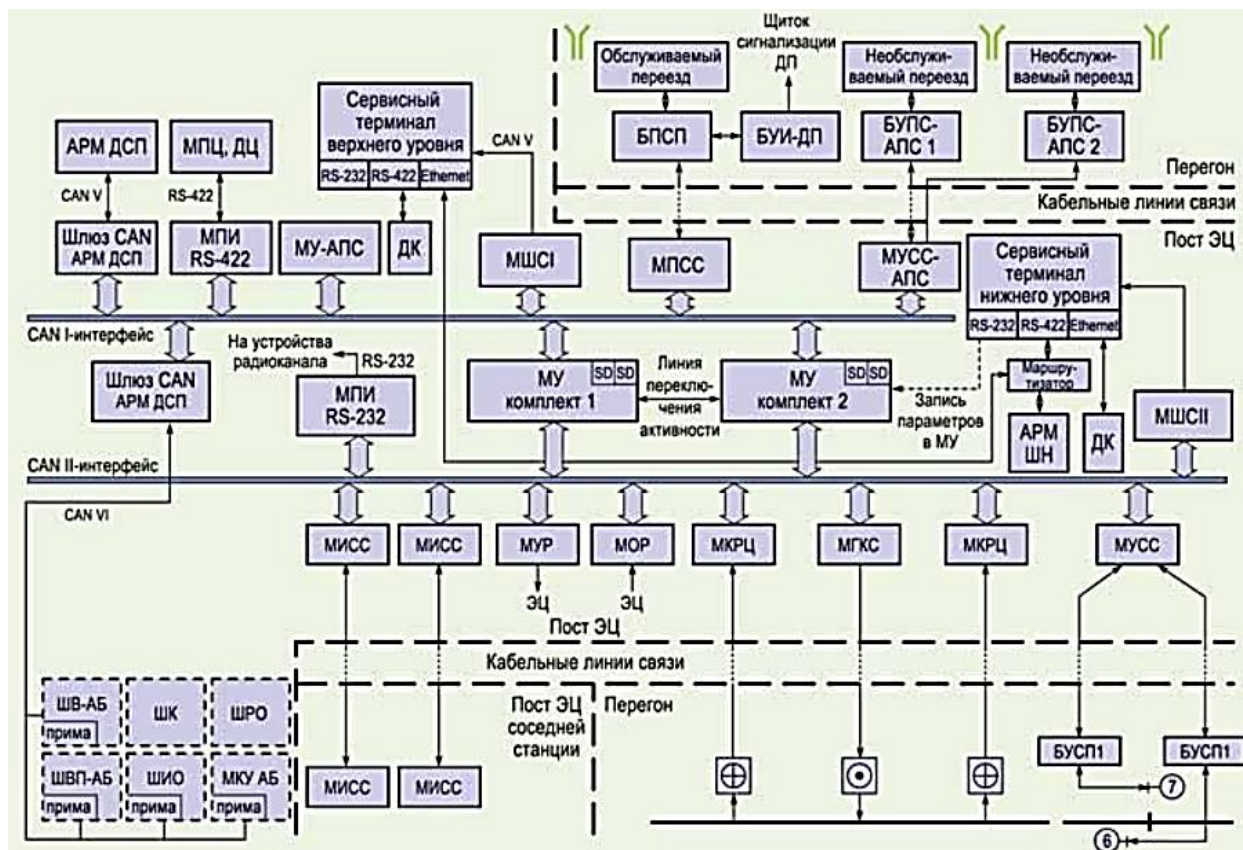 Щиток
сигнализации
ДП
Обслуживаемый
переезд
Необслужи-
ваемый переезд
Необслужи-
ваемый переезд
БПСП
БУИ-ДП
БУПС-
АПС 1
БУПС-
АПС 2
Перегон
Кабельные линии связи
Пост ЭЦ
АРМ ДСП
МПЦ, ДЦ
Сервисный
терминал
верхнего уровня
RS-232 RS-422 Ethernet
CAN V
CAN V
RS-422
Шлюз CAN
АРМ ДСП
МПИ
RS-422
МУ-АПС
ДК
МШСI
МПСС
МУСС-
АПС
Сервисный
терминал
нижнего уровня
RS-232 RS-422 Ethernet
CAN I-интерфейс
На устройства
радиоканала
RS-232
Шлюз CAN
АРМ ДСП
МПИ
RS-232
МУ
комплект 1
SD SD
Линия
переклю-
чения
активности
МУ
комплект 2
SD SD
Запись
параметров
в МУ
Маршру-
тизатор
АРМ
ШН
ДК
МШСII
CAN II-интерфейс
CAN VI
МИСС
МИСС
МУР
МОР
МКРЦ
МГКС
МКРЦ
МУСС
ЭЦ
ЭЦ
Пост ЭЦ
Кабельные линии связи
ШВ-АБ
прима
ШК
ШРО
Пост ЭЦ
соседней
станции
Перегон
ШВП-АБ
прима
ШИО
прима
МКУ АБ
прима
МИСС
МИСС
БУСП1
БУСП1
7
6